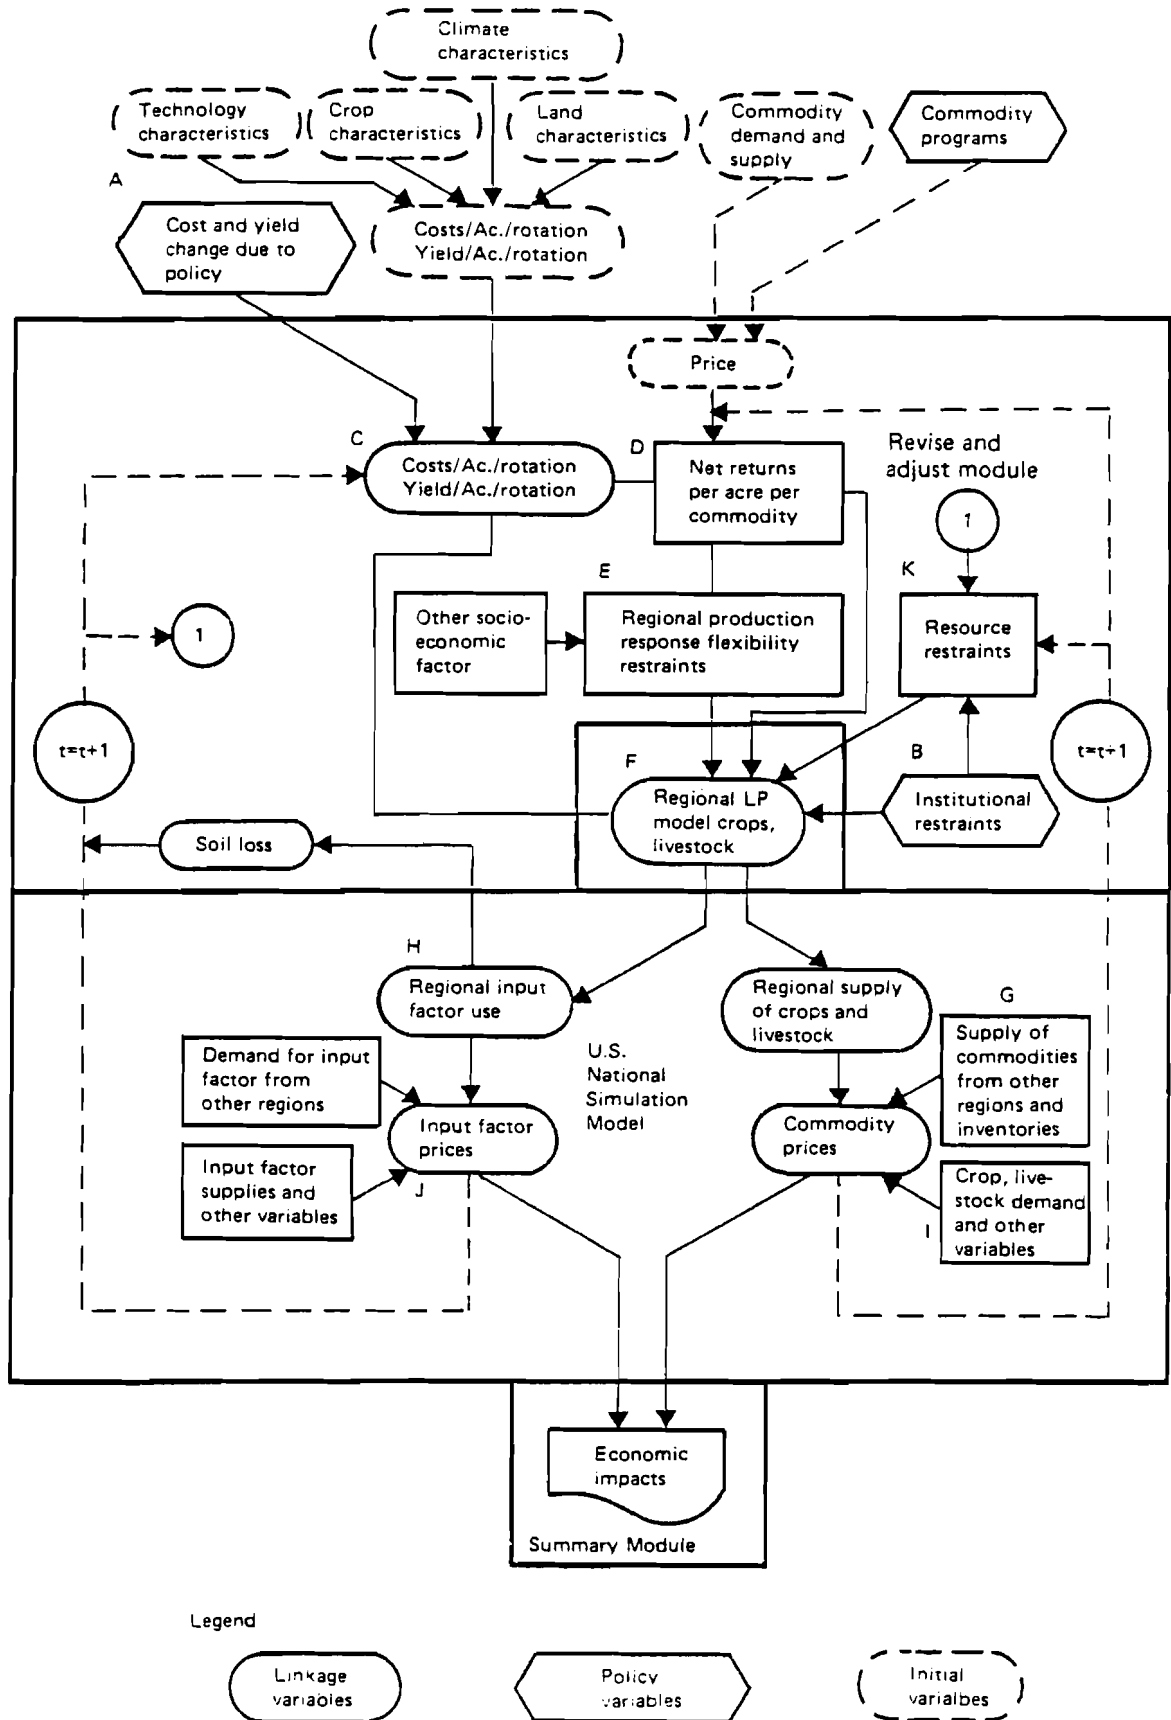 Climate
characteristics
Technology
characteristics
Crop
characteristics
Land
characteristics
Commodity
demand and
supply
Commodity
programs
A
Cost and yield
change due to
policy
Costs/Ac./rotation
Yield/Ac./rotation
Price
C
Costs/Ac./rotation
Yield/Ac./rotation
D
Net returns
per acre per
commodity
Revise and
adjust module
1
E
K
Other socio-
economic
factor
Regional production
response flexibility
restraints
Resource
restraints
1
t=t+1
F
Regional LP
model crops,
livestock
B
Institutional
restraints
t=t+1
Soil loss
H
Regional input
factor use
Regional supply
of crops and
livestock
G
Supply of
commodities
from other
regions and
inventories
Demand for input
factor from
other regions
U.S.
National
Simulation
Model
Input factor
prices
Commodity
prices
Input factor
supplies and
other variables
J
I
Crop, live-
stock demand
and other
variables
Economic
impacts
Summary Module
Legend
Linkage
variables
Policy
variables
Initial
varialbes